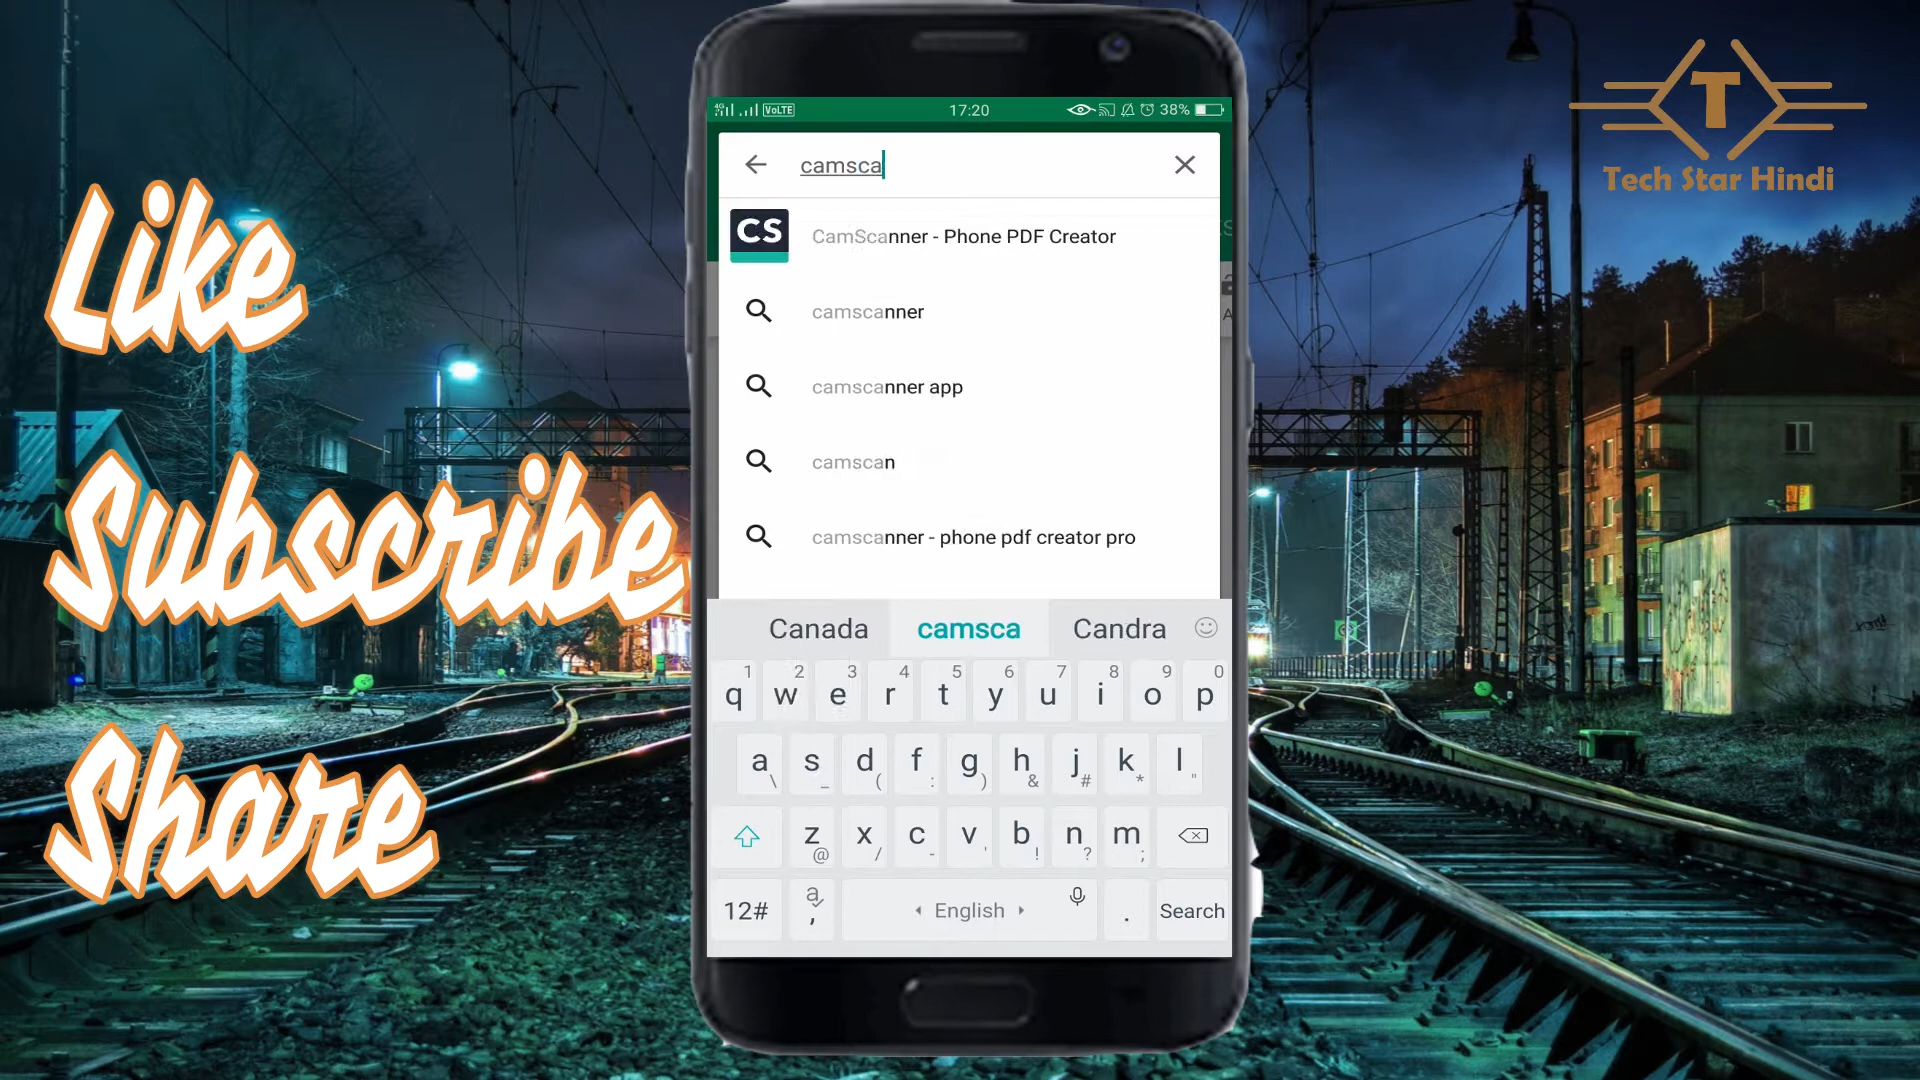 Like
Subscribe
Share
T
Tech Star Hindi
4G VoLTE 17:20 38%
camsca
CS CamScanner - Phone PDF Creator
camscanner
camscanner app
camscan
camscanner - phone pdf creator pro
Canada camsca Candra
1 2 3 4 5 6 7 8 9 0
q w e r t y u i o p
a s d f g h j k l
\ _ ( : ) & # * "
z x c v b n m
@ / - ' ! ? ;
12# a , English . Search